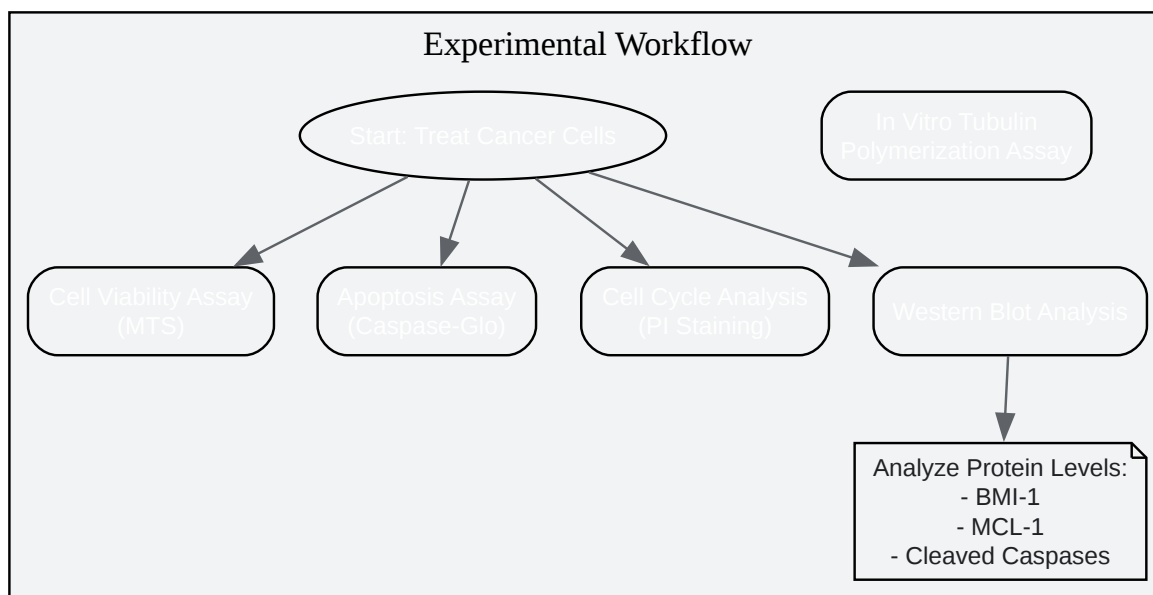 Experimental Workflow
Start: Treat Cancer Cells
In Vitro Tubulin
Polymerization Assay
Cell Viability Assay
(MTS)
Apoptosis Assay
(Caspase-Glo)
Cell Cycle Analysis
(PI Staining)
Western Blot Analysis
Analyze Protein Levels:
- BMI-1
- MCL-1
- Cleaved Caspases